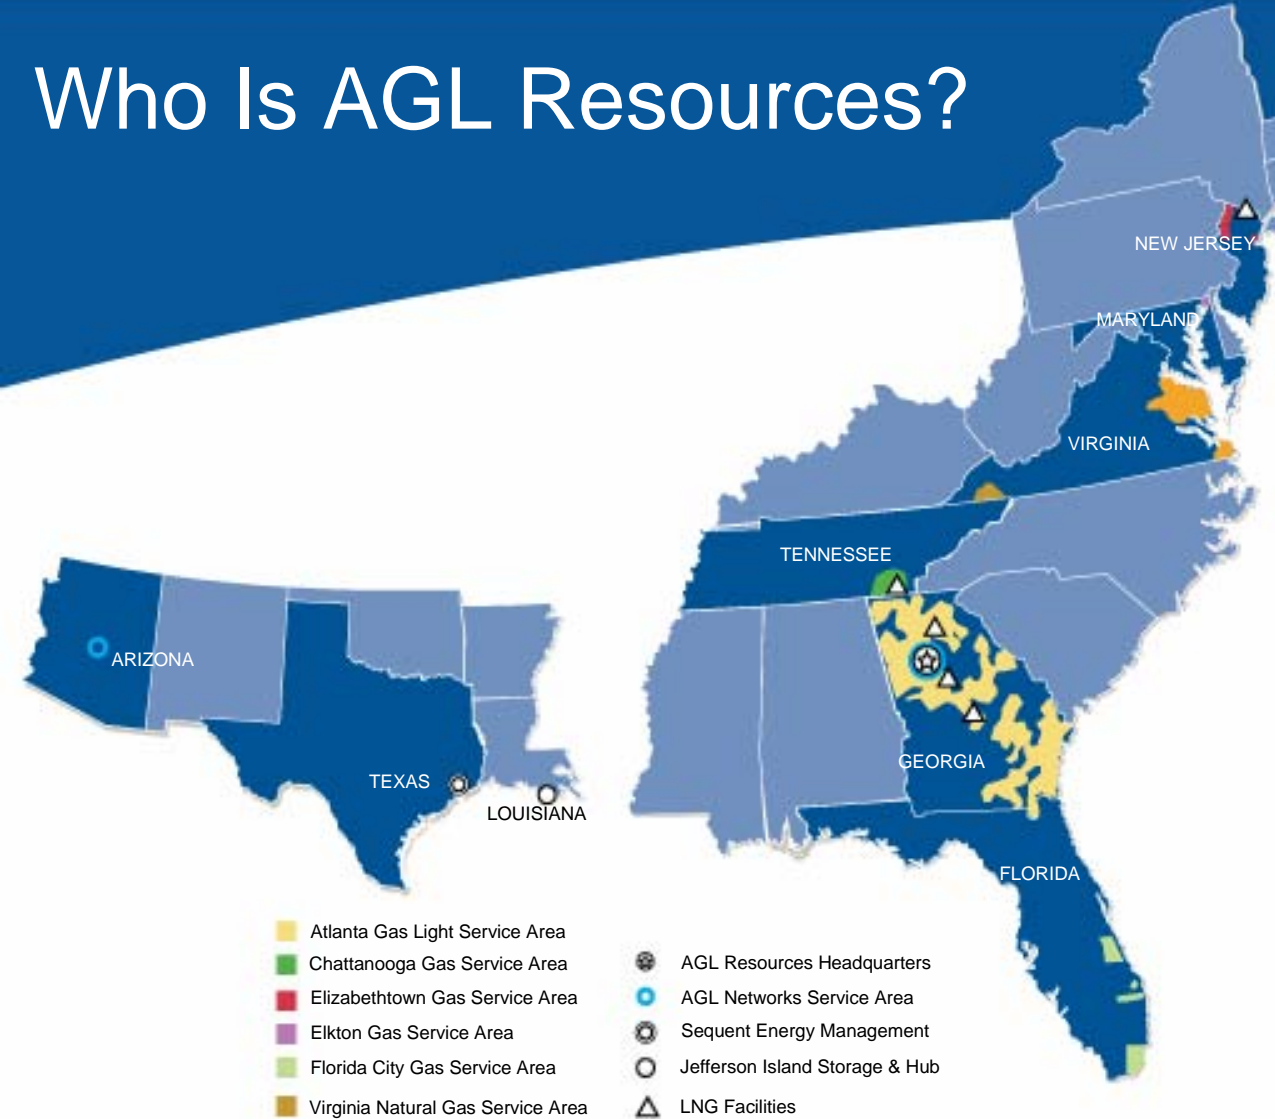 Who Is AGL Resources?
NEW JERSEY
MARYLAND
VIRGINIA
TENNESSEE
ARIZONA
GEORGIA
TEXAS
LOUISIANA
FLORIDA
Atlanta Gas Light Service Area
Chattanooga Gas Service Area
Elizabethtown Gas Service Area
Elkton Gas Service Area
Florida City Gas Service Area
Virginia Natural Gas Service Area
AGL Resources Headquarters
AGL Networks Service Area
Sequent Energy Management
Jefferson Island Storage & Hub
LNG Facilities